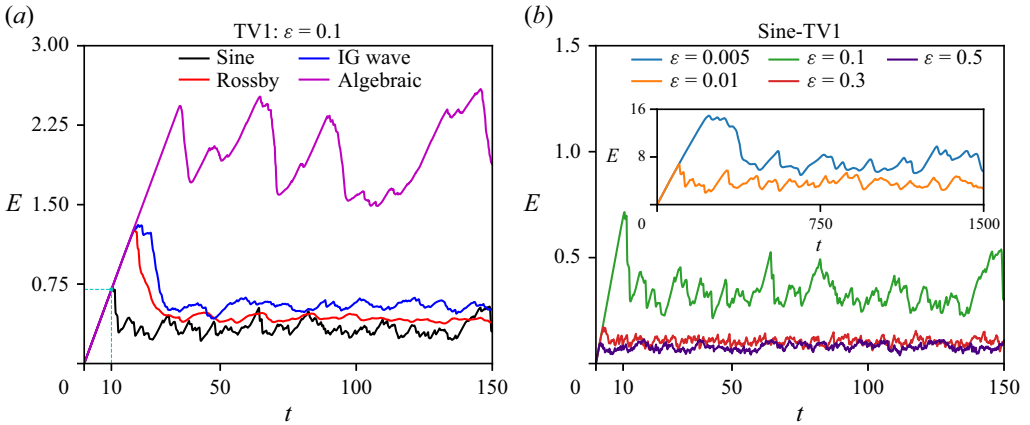 (a)
TV1: ε = 0.1
3.00
2.25
1.50
0.75
0
E
Sine
IG wave
Rossby
Algebraic
10
50
100
150
t
(b)
Sine-TV1
1.5
1.0
0.5
0
E
ε = 0.005
ε = 0.1
ε = 0.5
ε = 0.01
ε = 0.3
16
8
0
E
750
1500
t
10
50
100
150
t